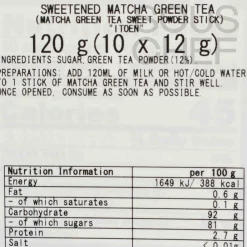 SWEETENED MATCHA GREEN TEA
(MATCHA GREEN TEA SWEET POWDER STICK)
"ITOEN"
120 g (10 x 12 g)
INGREDIENTS SUGAR, GREEN TEA POWDER (12%)
PREPARATIONS: ADD 120ML OF MILK OR HOT/COLD WATER
TO 1 STICK OF MATCHA GREEN TEA AND STIR WELL.
ONCE OPENED. CONSUME AS SOON AS POSSIBLE
Nutrition Information per 100 g
Energy 1649 kJ/ 388 kcal
Fat 0.6 g
- of which saturates 0.1 g
Carbohydrate 92 g
- of which sugars 81 g
Protein 2.7 g
Salt < 0.01g